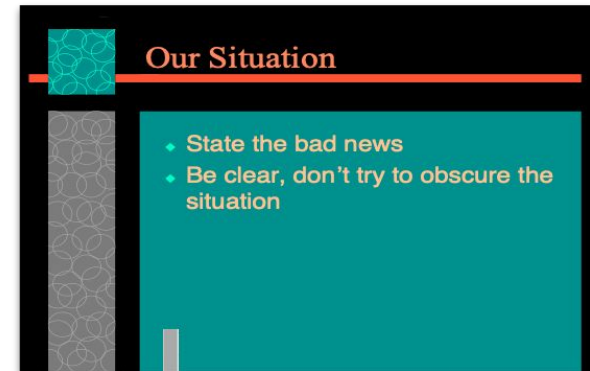 Our Situation
State the bad news
Be clear, don't try to obscure the
situation